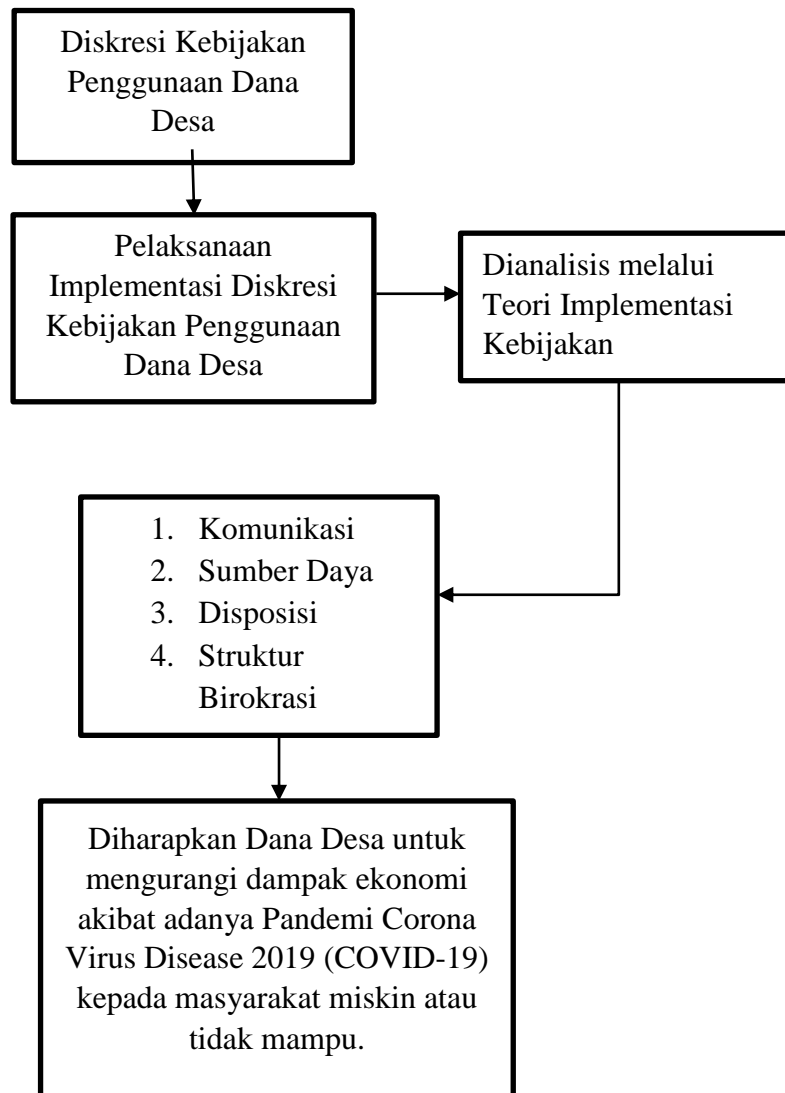 Diskresi Kebijakan
Penggunaan Dana
Desa
Pelaksanaan
Implementasi Diskresi
Kebijakan Penggunaan
Dana Desa
Dianalisis melalui
Teori Implementasi
Kebijakan
1. Komunikasi
2. Sumber Daya
3. Disposisi
4. Struktur
Birokrasi
Diharapkan Dana Desa untuk
mengurangi dampak ekonomi
akibat adanya Pandemi Corona
Virus Disease 2019 (COVID-19)
kepada masyarakat miskin atau
tidak mampu.